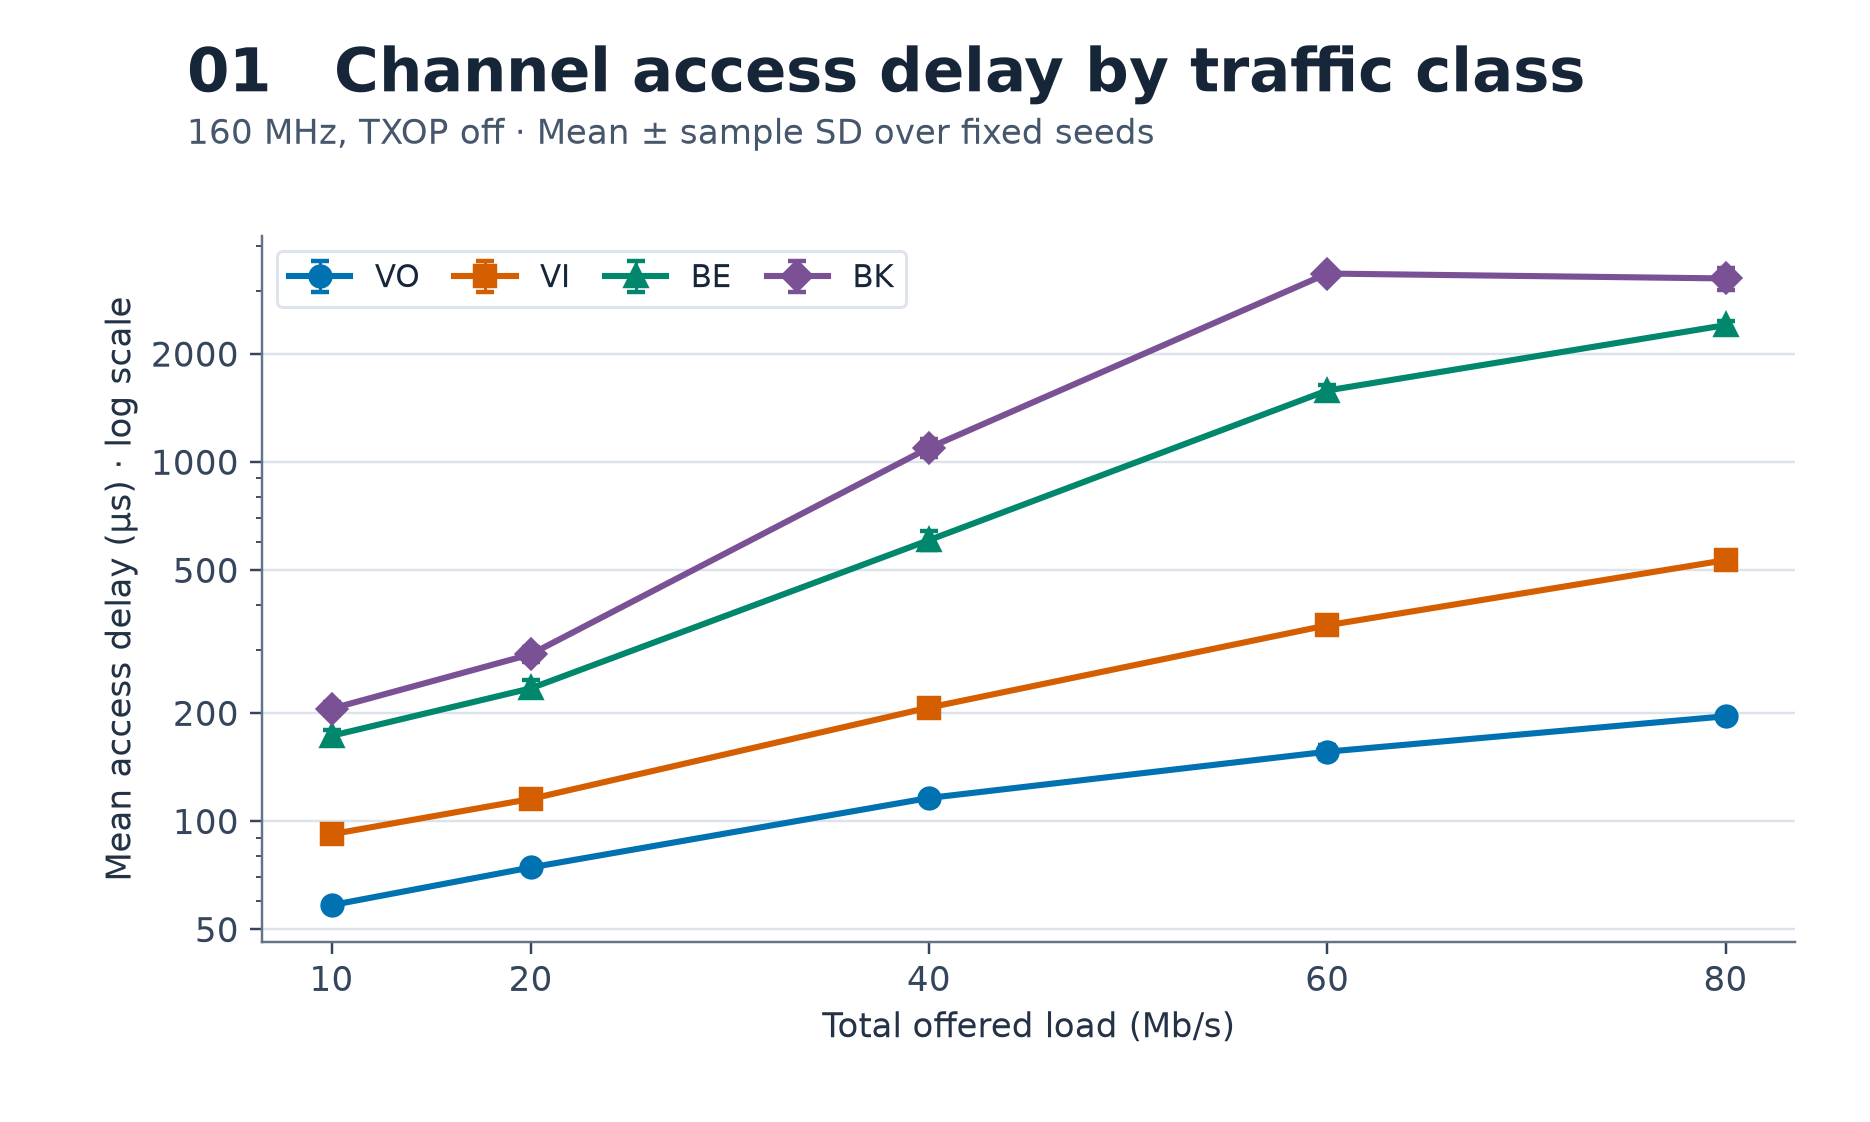 01 Channel access delay by traffic class
160 MHz, TXOP off · Mean ± sample SD over fixed seeds
VO VI BE BK
Mean access delay (µs) · log scale
2000
1000
500
200
100
50
10 20 40 60 80
Total offered load (Mb/s)